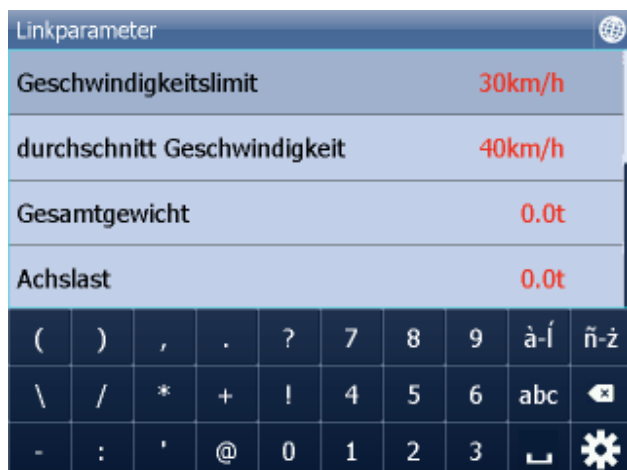 Linkparameter
Geschwindigkeitslimit 30km/h
durchschnitt Geschwindigkeit 40km/h
Gesamtgewicht 0.0t
Achslast 0.0t
( ) , . ? 7 8 9 à-Í ñ-ż
\ / * + ! 4 5 6 abc
- : ' @ 0 1 2 3